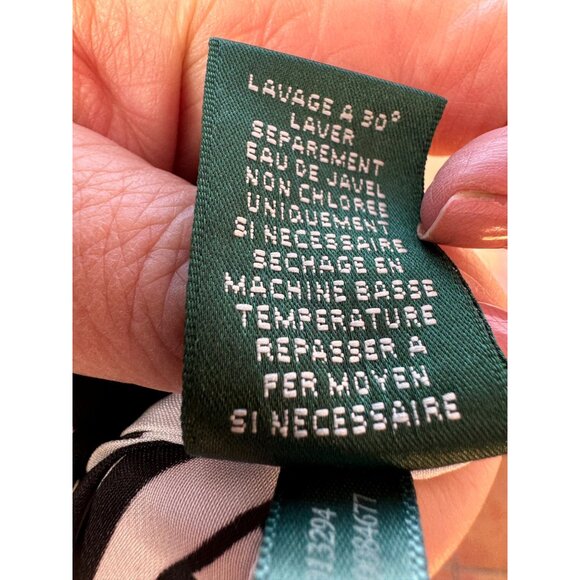 LAVAGE A 30°
LAVER
SEPAREMENT
EAU DE JAVEL
NON CHLOREE
UNIQUEMENT
SI NECESSAIRE
SECHAGE EN
MACHINE BASSE
TEMPERATURE
REPASSER A
FER MOYEN
SI NECESSAIRE
013294